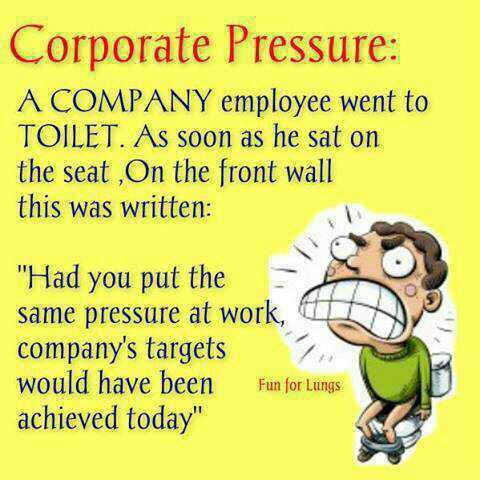 Corporate Pressure:
A COMPANY employee went to
TOILET. As soon as he sat on
the seat ,On the front wall
this was written:
"Had you put the
same pressure at work,
company's targets
would have been
achieved today"
Fun for Lungs